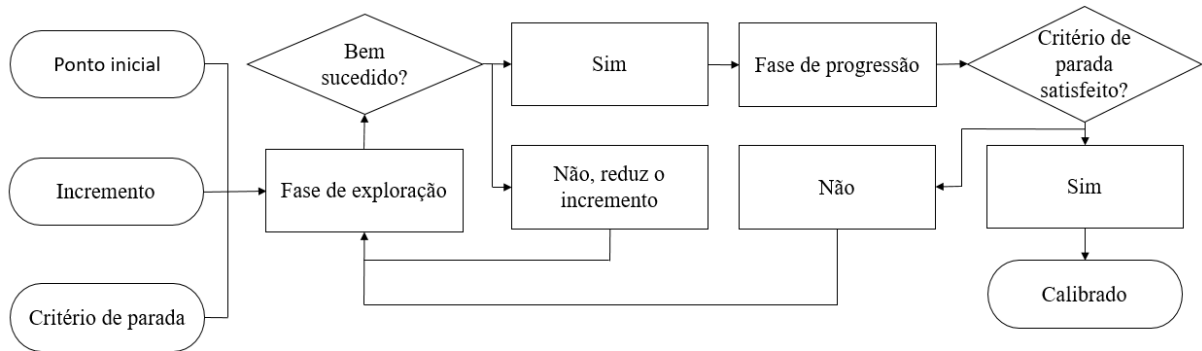 Ponto inicial
Bem
sucedido?
Sim
Fase de progressão
Critério de
parada
satisfeito?
Incremento
Fase de exploração
Não, reduz o
incremento
Não
Sim
Critério de parada
Calibrado